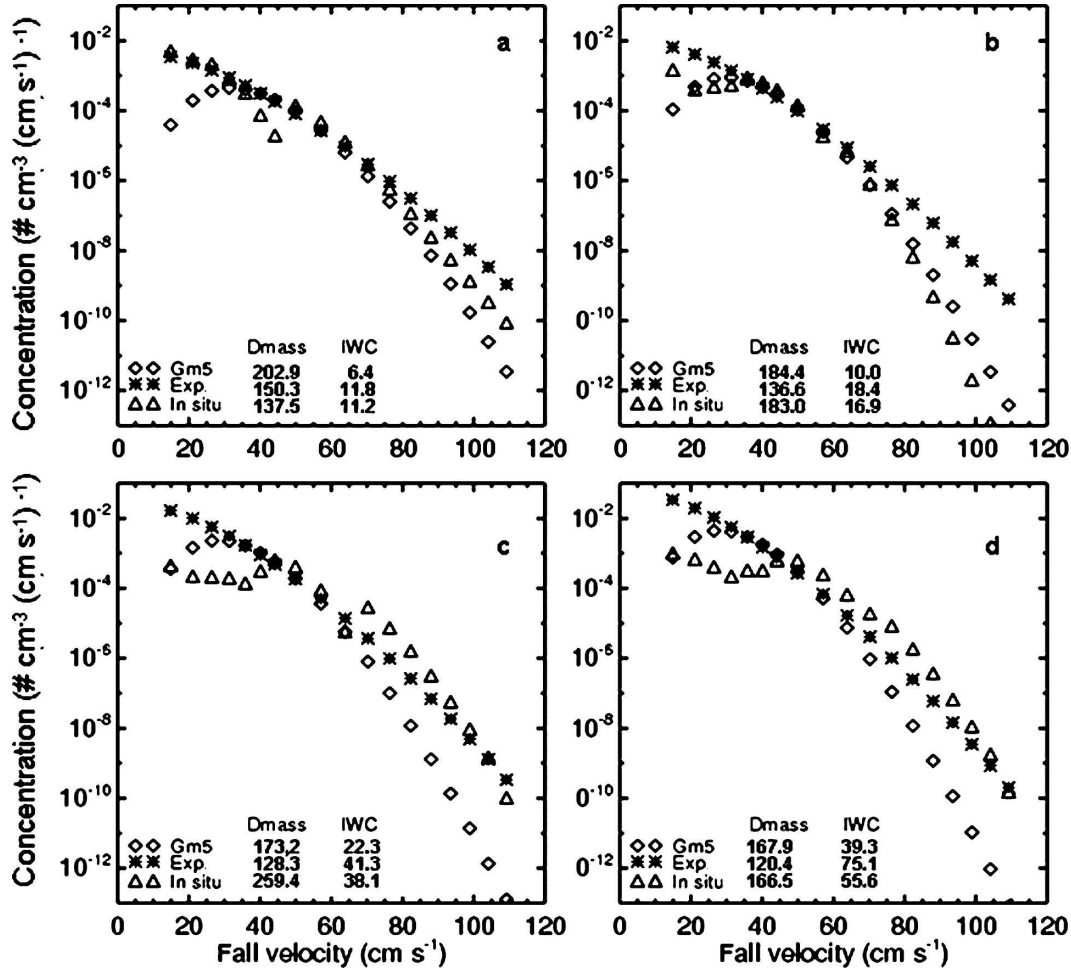 a
Concentration (# cm-3 (cm s-1) -1)
10-2
10-4
10-6
10-8
10-10
10-12
Dmass IWC
Gm5 202.9 6.4
Exp. 150.3 11.8
In situ 137.5 11.2
0 20 40 60 80 100 120
b
10-2
10-4
10-6
10-8
0-10
0-12
Dmass IWC
Gm5 184.4 10.0
Exp. 136.6 18.4
In situ 183.0 16.9
0 20 40 60 80 100 120
c
Concentration (# cm-3 (cm s-1) -1)
10-2
10-4
10-6
10-8
10-10
10-12
Dmass IWC
Gm5 173.2 22.3
Exp. 128.3 41.3
In situ 259.4 38.1
0 20 40 60 80 100 120
Fall velocity (cm s-1)
d
10-2
10-4
10-6
10-8
0-10
0-12
Dmass IWC
Gm5 167.9 39.3
Exp 120.4 75.1
In situ 166.5 55.6
0 20 40 60 80 100 120
Fall velocity (cm s-1)